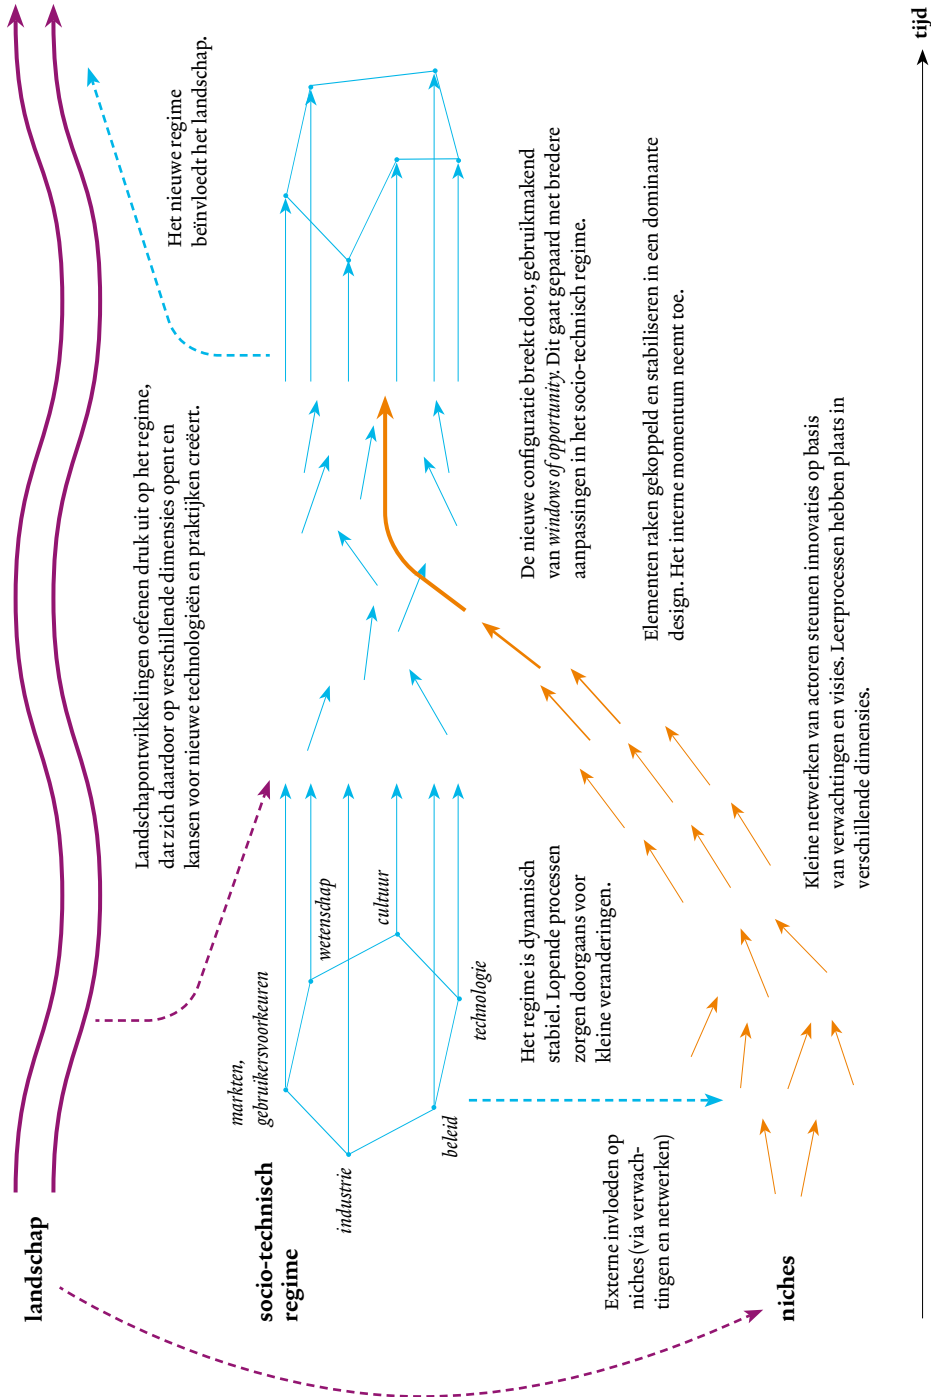 landschap
Landschapontwikkelingen oefenen druk uit op het regime,
dat zich daardoor op verschillende dimensies opent en
kansen voor nieuwe technologieën en praktijken creëert.
Het nieuwe regime
beïnvloedt het landschap.
socio-technisch
regime
markten,
gebruikersvoorkeuren
wetenschap
industrie
cultuur
beleid
technologie
Het regime is dynamisch
stabiel. Lopende processen
zorgen doorgaans voor
kleine veranderingen.
De nieuwe configuratie breekt door, gebruikmakend
van windows of opportunity. Dit gaat gepaard met bredere
aanpassingen in het socio-technisch regime.
Externe invloeden op
niches (via verwach-
tingen en netwerken)
Elementen raken gekoppeld en stabiliseren in een dominante
design. Het interne momentum neemt toe.
niches
Kleine netwerken van actoren steunen innovaties op basis
van verwachtingen en visies. Leerprocessen hebben plaats in
verschillende dimensies.
tijd